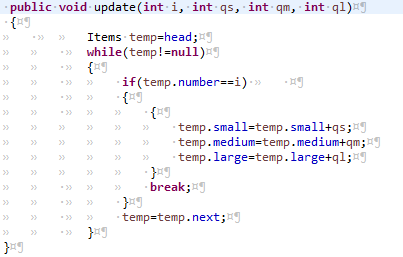 public void update(int i, int qs, int qm, int ql)
{
Items temp=head;
while(temp!=null)
{
if(temp.number==i)
{
{
temp.small=temp.small+qs;
temp.medium=temp.medium+qm;
temp.large=temp.large+ql;
}
break;
}
temp=temp.next;
}
}